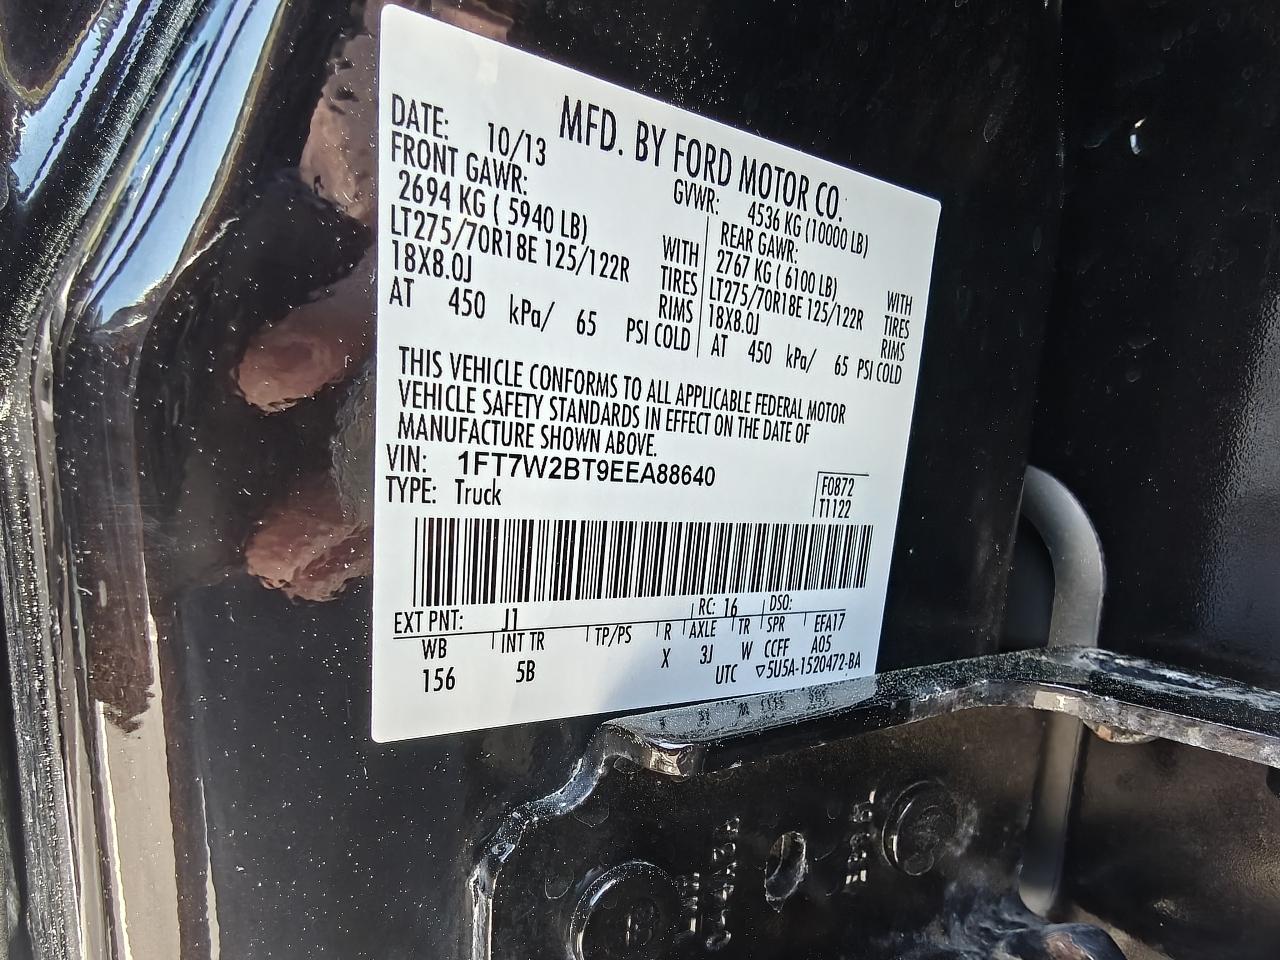 MFD. BY FORD MOTOR CO.
DATE: 10/13
GVWR: 4536 KG (10000 LB)
FRONT GAWR:
2694 KG ( 5940 LB) WITH
LT275/70R18E 125/122R TIRES
18X8.0J RIMS
AT 450 kPa/ 65 PSI COLD
REAR GAWR:
2767 KG ( 6100 LB) WITH
LT275/70R18E 125/122R TIRES
18X8.0J RIMS
AT 450 kPa/ 65 PSI COLD
THIS VEHICLE CONFORMS TO ALL APPLICABLE FEDERAL MOTOR
VEHICLE SAFETY STANDARDS IN EFFECT ON THE DATE OF
MANUFACTURE SHOWN ABOVE.
VIN: 1FT7W2BT9EEA88640
TYPE: Truck
F0872
T1122
EXT PNT: J1 RC: 16 DSO:
WB INT TR TP/PS R AXLE TR SPR EFA17
156 5B X 3J W CCFF A05
UTC ▽5U5A-1520472-BA